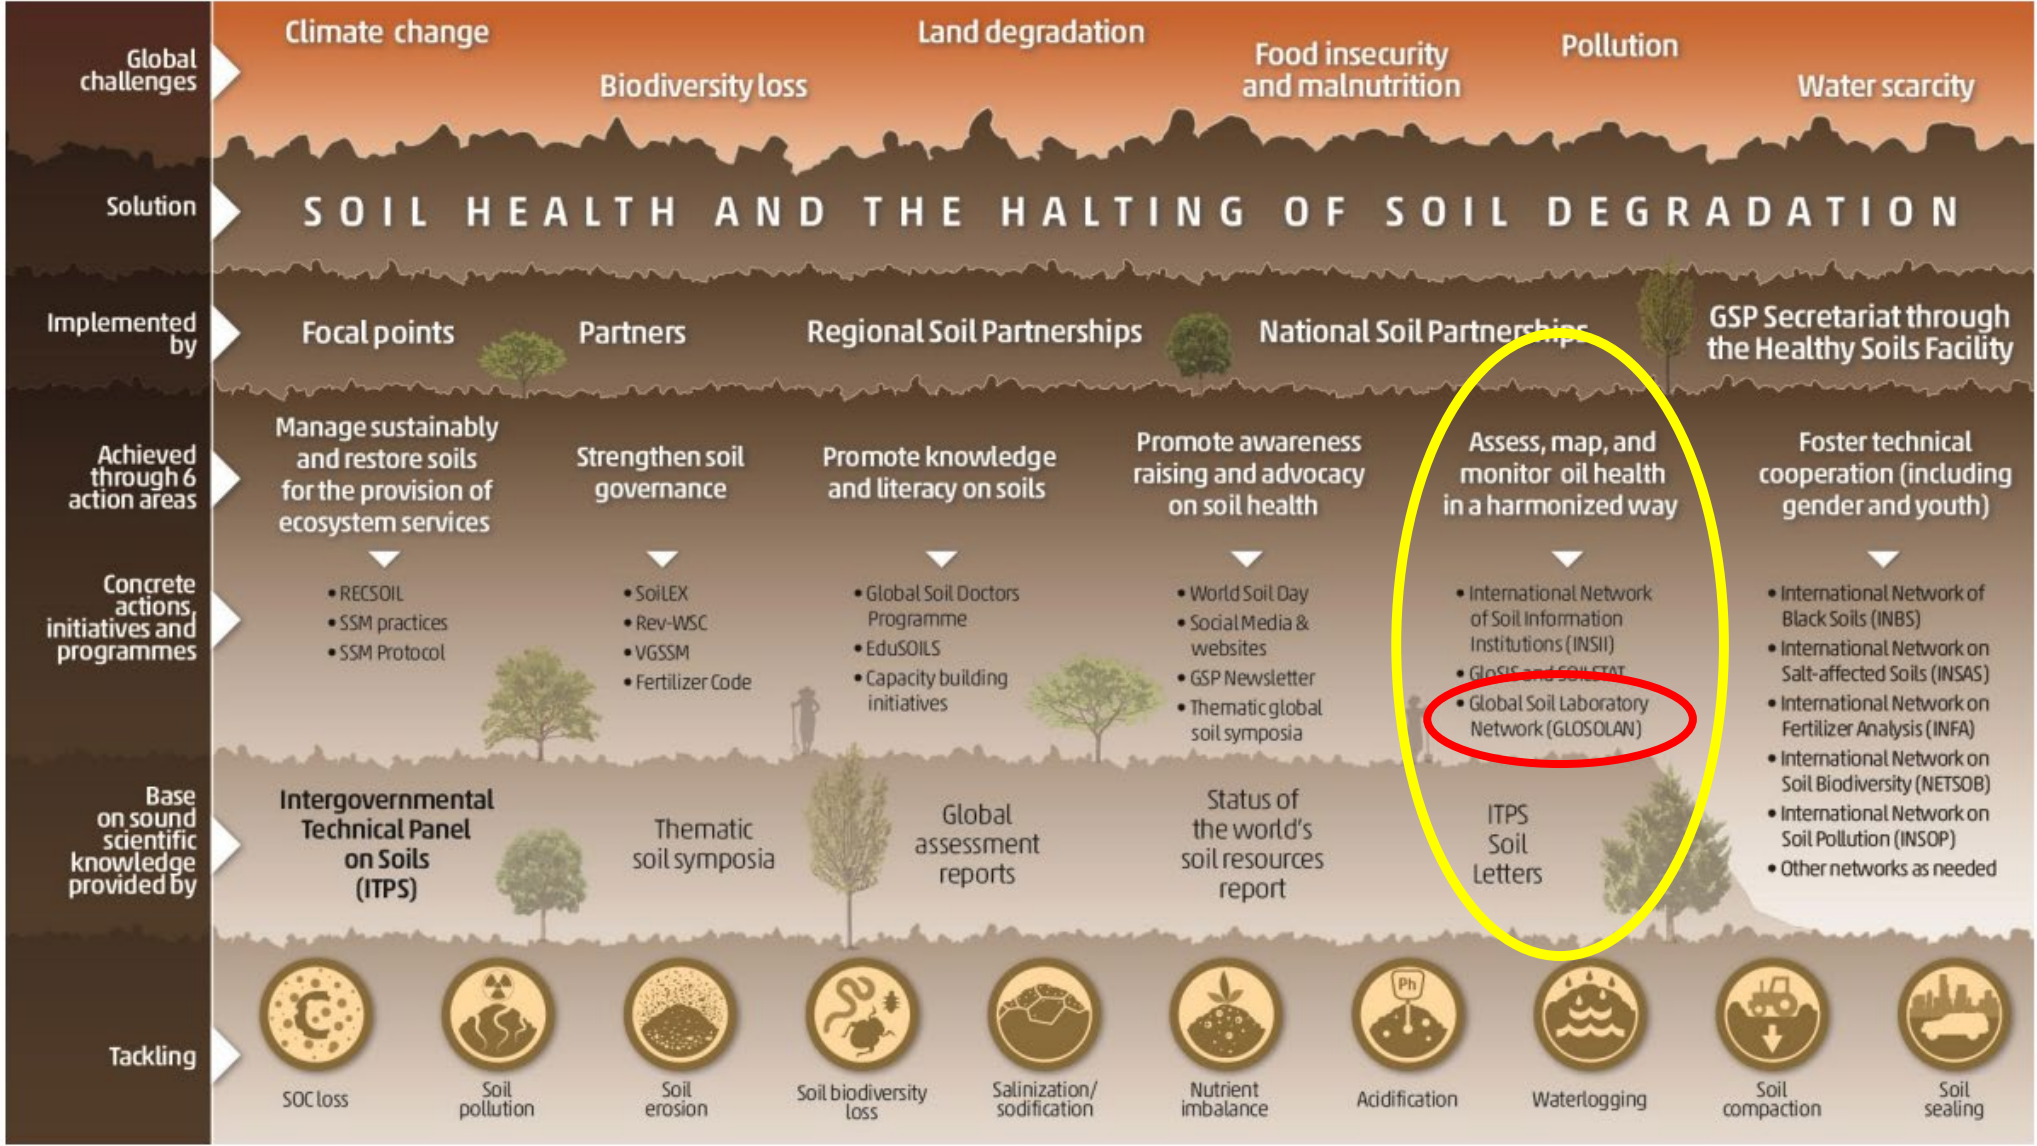 Global
challenges
Climate change
Biodiversity loss
Land degradation
Food insecurity
and malnutrition
Pollution
Water scarcity
Solution
SOIL HEALTH AND THE HALTING OF SOIL DEGRADATION
Implemented
by
Focal points
Partners
Regional Soil Partnerships
National Soil Partnerships
GSP Secretariat through
the Healthy Soils Facility
Achieved
through 6
action areas
Manage sustainably
and restore soils
for the provision of
ecosystem services
Strengthen soil
governance
Promote knowledge
and literacy on soils
Promote awareness
raising and advocacy
on soil health
Assess, map, and
monitor oil health
in a harmonized way
Foster technical
cooperation (including
gender and youth)
Concrete
actions,
initiatives and
programmes
• RECSOIL
• SSM practices
• SSM Protocol
• SoiLEX
• Rev-WSC
• VGSSM
• Fertilizer Code
• Global Soil Doctors
Programme
• EduSOILS
• Capacity building
initiatives
• World Soil Day
• Social Media &
websites
• GSP Newsletter
• Thematic global
soil symposia
• International Network
of Soil Information
Institutions (INSII)
• GloSIS and SOILSTAT
• Global Soil Laboratory
Network (GLOSOLAN)
• International Network of
Black Soils (INBS)
• International Network on
Salt-affected Soils (INSAS)
• International Network on
Fertilizer Analysis (INFA)
• International Network on
Soil Biodiversity (NETSOB)
• International Network on
Soil Pollution (INSOP)
• Other networks as needed
Base
on sound
scientific
knowledge
provided by
Intergovernmental
Technical Panel
on Soils
(ITPS)
Thematic
soil symposia
Global
assessment
reports
Status of
the world's
soil resources
report
ITPS
Soil
Letters
Tackling
C
Ph
SOC loss
Soil
pollution
Soil
erosion
Soil biodiversity
loss
Salinization/
sodification
Nutrient
imbalance
Acidification
Waterlogging
Soil
compaction
Soil
sealing